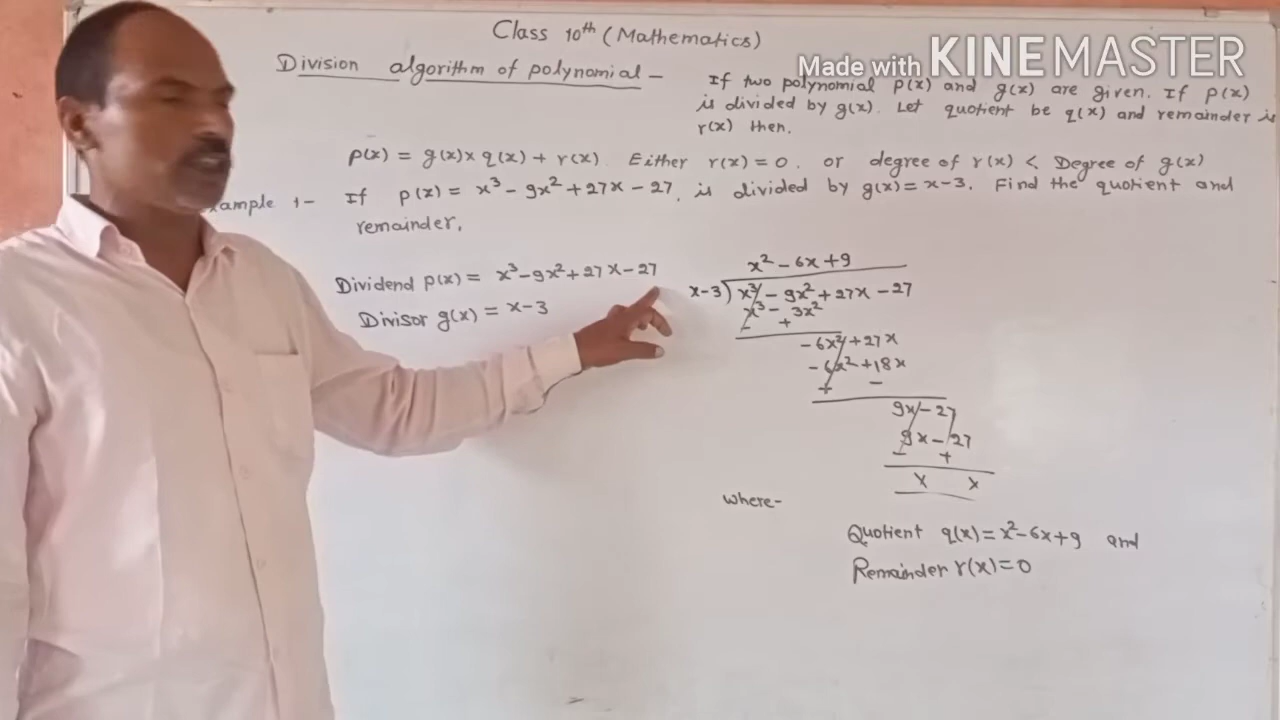 Class 10th (Mathematics)
Made with KINEMASTER
Division algorithm of polynomial -
If two polynomial p(x) and g(x) are given. If p(x)
is divided by g(x). Let quotient be q(x) and remainder is
r(x) then.
p(x) = g(x) x q(x) + r(x). Either r(x) = 0. or degree of r(x) < Degree of g(x)
xample 1- If p(x) = x³ - 9x² + 27x - 27, is divided by g(x) = x-3. Find the quotient and
remainder.
Dividend p(x) = x³-9x²+27x-27
Divisor g(x) = x-3
x² - 6x + 9
x-3) x³ - 9x² + 27x - 27
x³ - 3x²
- +
-6x² + 27x
-6x² + 18x
+ -
9x - 27
9x - 27
- +
x x
where-
Quotient q(x) = x²-6x+9 and
Remainder r(x) = 0